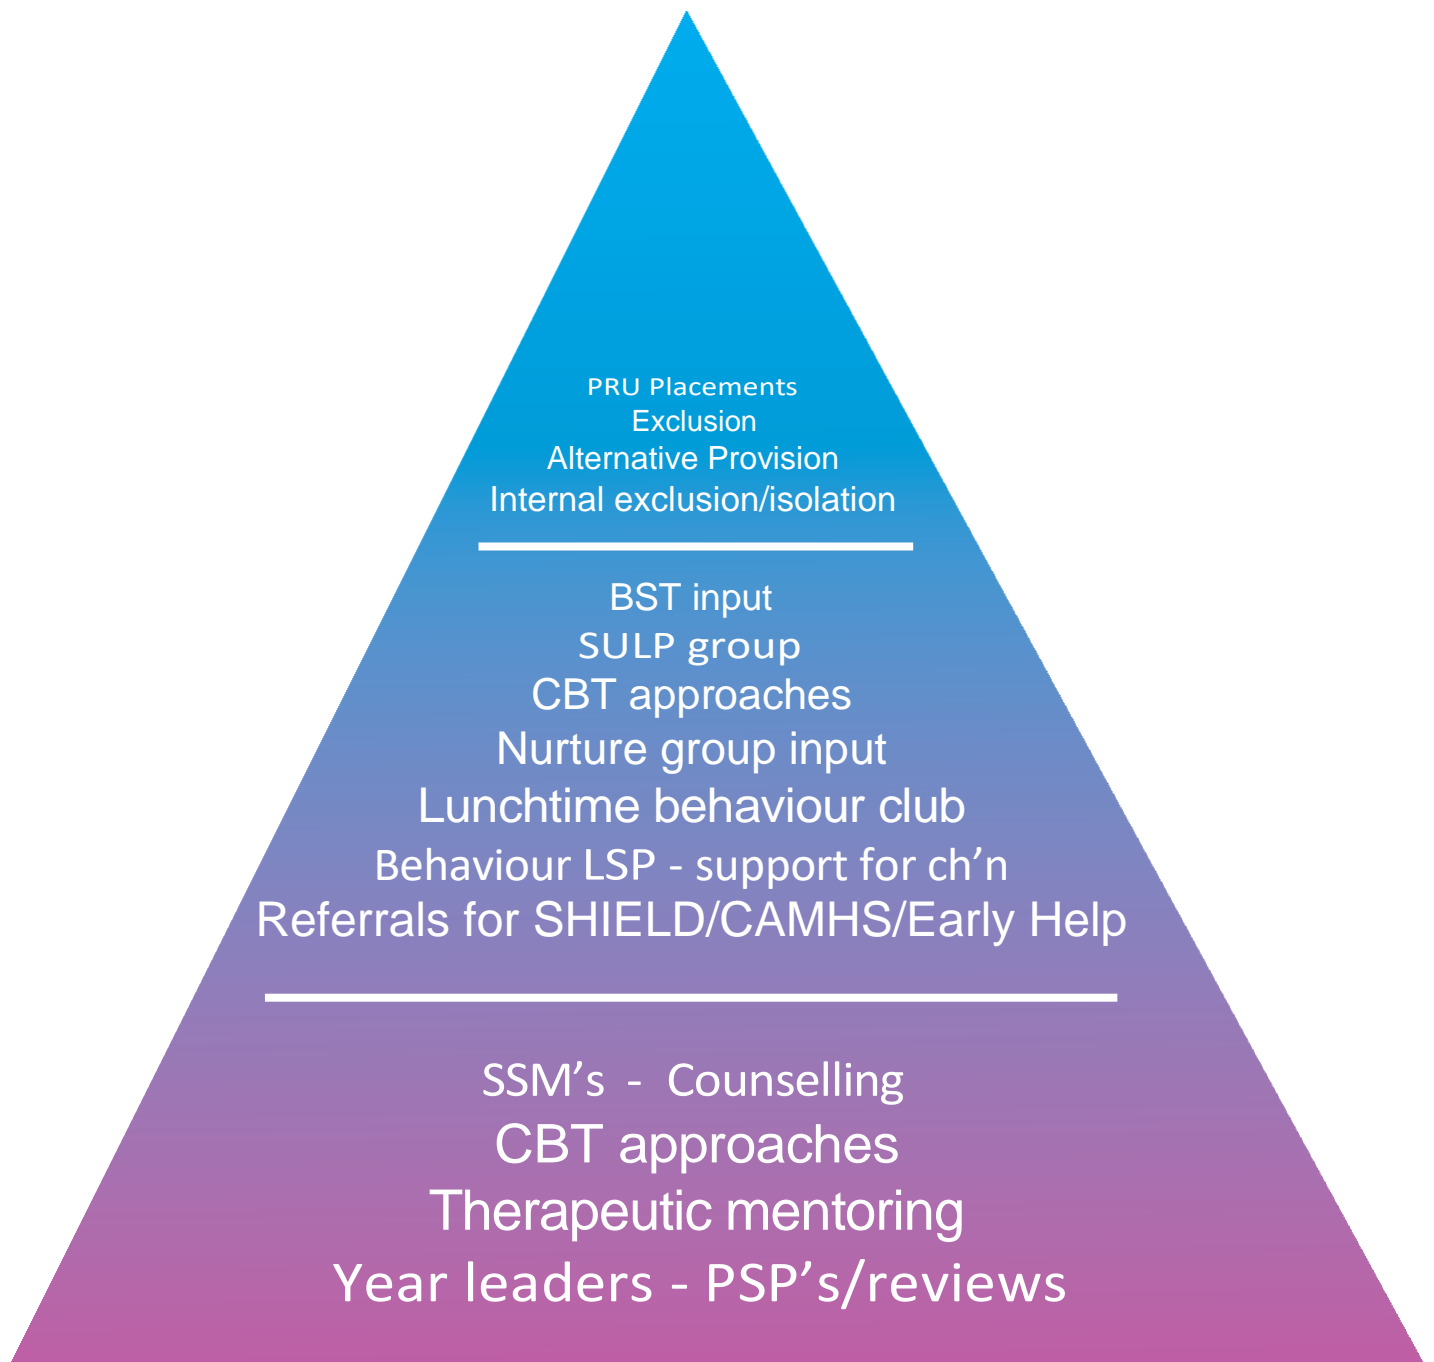 PRU Placements
Exclusion
Alternative Provision
Internal exclusion/isolation
BST input
SULP group
CBT approaches
Nurture group input
Lunchtime behaviour club
Behaviour LSP - support for ch’n
Referrals for SHIELD/CAMHS/Early Help
SSM’s - Counselling
CBT approaches
Therapeutic mentoring
Year leaders - PSP’s/reviews